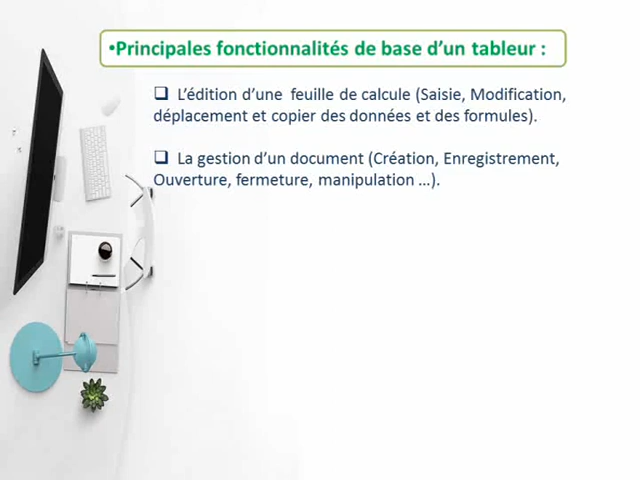 •Principales fonctionnalités de base d’un tableur :
❑ L’édition d’une feuille de calcule (Saisie, Modification,
déplacement et copier des données et des formules).
❑ La gestion d’un document (Création, Enregistrement,
Ouverture, fermeture, manipulation …).